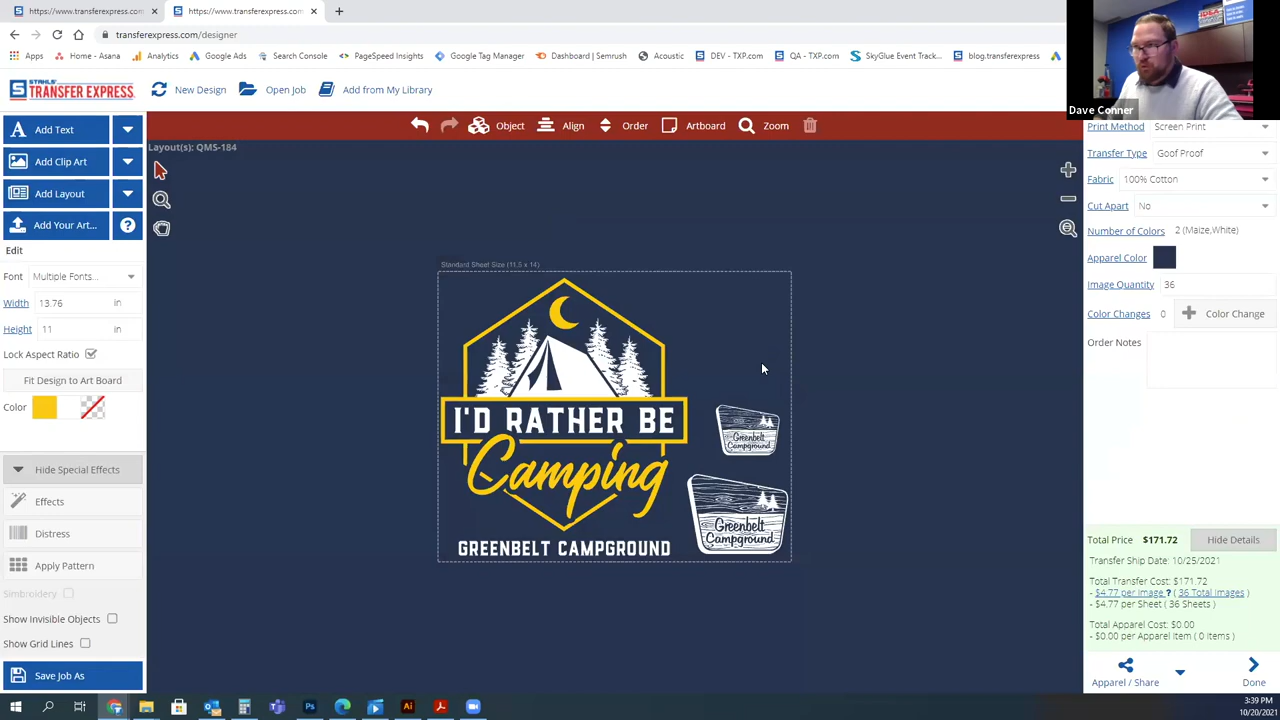 https://www.transferexpress.com
https://www.transferexpress.com
transferexpress.com/designer
Apps
Home - Asana
Analytics
Google Ads
Search Console
PageSpeed Insights
Google Tag Manager
Dashboard | Semrush
Acoustic
DEV - TXP.com
QA - TXP.com
SkyGlue Event Track...
blog.transferexpress
Dave Conner
STAHLS'
TRANSFER EXPRESS
New Design
Open Job
Add from My Library
Object
Align
Order
Artboard
Zoom
Layout(s): QMS-184
Add Text
Add Clip Art
Add Layout
Add Your Art...
Edit
Font Multiple Fonts...
Width 13.76 in
Height 11 in
Lock Aspect Ratio
Fit Design to Art Board
Color
Hide Special Effects
Effects
Distress
Apply Pattern
Simbroidery
Show Invisible Objects
Show Grid Lines
Save Job As
Standard Sheet Size (11.5 x 14)
I'D RATHER BE
Camping
GREENBELT CAMPGROUND
Greenbelt
Campground
Greenbelt
Campground
Print Method Screen Print
Transfer Type Goof Proof
Fabric 100% Cotton
Cut Apart No
Number of Colors 2 (Maize,White)
Apparel Color
Image Quantity 36
Color Changes 0 Color Change
Order Notes
Total Price $171.72 Hide Details
Transfer Ship Date: 10/25/2021
Total Transfer Cost: $171.72
- $4.77 per image ? ( 36 Total Images )
- $4.77 per Sheet ( 36 Sheets )
Total Apparel Cost: $0.00
- $0.00 per Apparel Item ( 0 Items )
Apparel / Share
Done
3:39 PM
10/20/2021